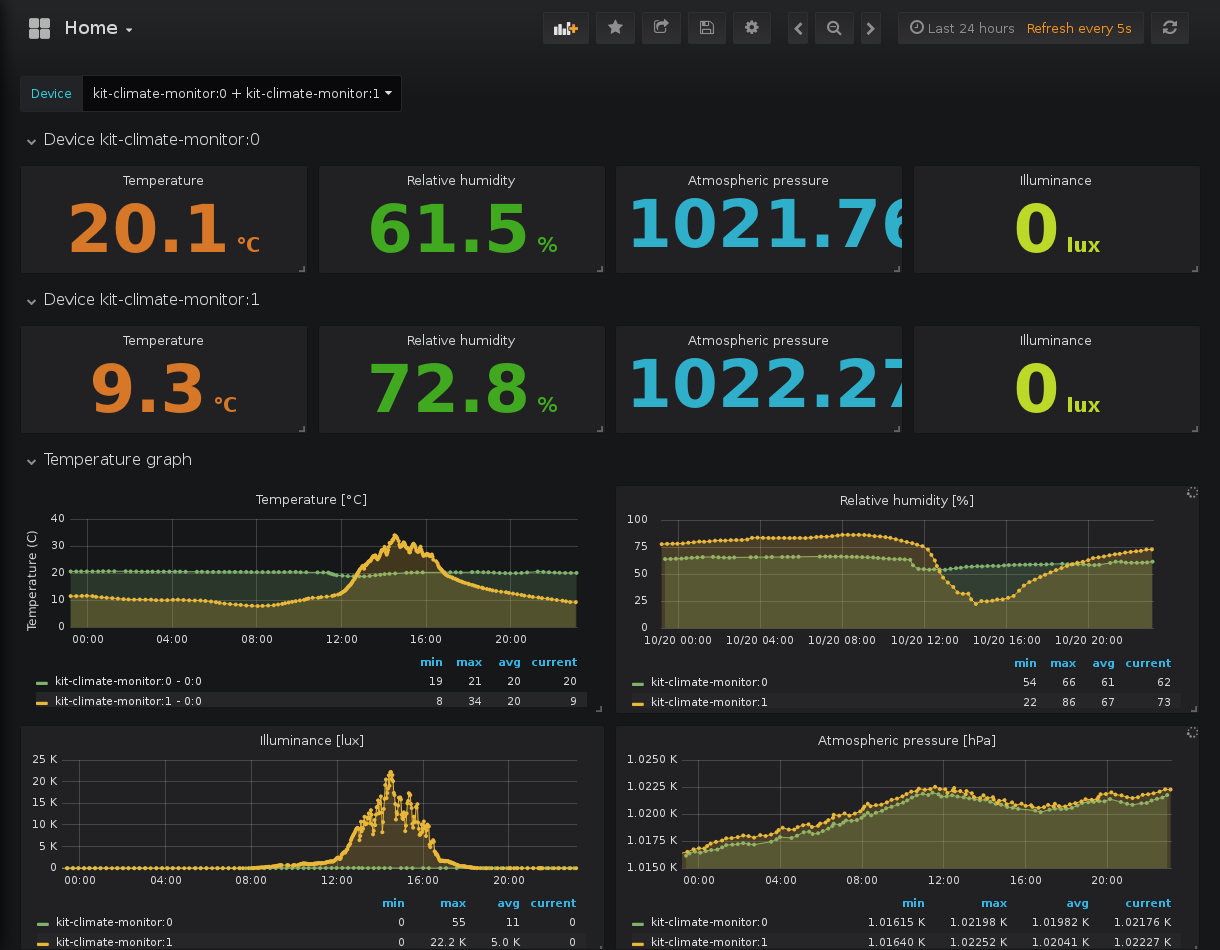 Home
Last 24 hours Refresh every 5s
Device kit-climate-monitor:0 + kit-climate-monitor:1
Device kit-climate-monitor:0
Temperature Relative humidity Atmospheric pressure Illuminance
20.1 °C 61.5 % 1021.76 0 lux
Device kit-climate-monitor:1
Temperature Relative humidity Atmospheric pressure Illuminance
9.3 °C 72.8 % 1022.27 0 lux
Temperature graph
Temperature [°C]
Temperature (C)
40
30
20
10
0
00:00 04:00 08:00 12:00 16:00 20:00
min max avg current
kit-climate-monitor:0 - 0:0 19 21 20 20
kit-climate-monitor:1 - 0:0 8 34 20 9
Relative humidity [%]
100
75
50
25
0
10/20 00:00 10/20 04:00 10/20 08:00 10/20 12:00 10/20 16:00 10/20 20:00
min max avg current
kit-climate-monitor:0 54 66 61 62
kit-climate-monitor:1 22 86 67 73
Illuminance [lux]
25 K
20 K
15 K
10 K
5 K
0
00:00 04:00 08:00 12:00 16:00 20:00
min max avg current
kit-climate-monitor:0 0 55 11 0
kit-climate-monitor:1 0 22.2 K 5.0 K 0
Atmospheric pressure [hPa]
1.0250 K
1.0225 K
1.0200 K
1.0175 K
1.0150 K
00:00 04:00 08:00 12:00 16:00 20:00
min max avg current
kit-climate-monitor:0 1.01615 K 1.02198 K 1.01982 K 1.02176 K
kit-climate-monitor:1 1.01640 K 1.02252 K 1.02041 K 1.02227 K